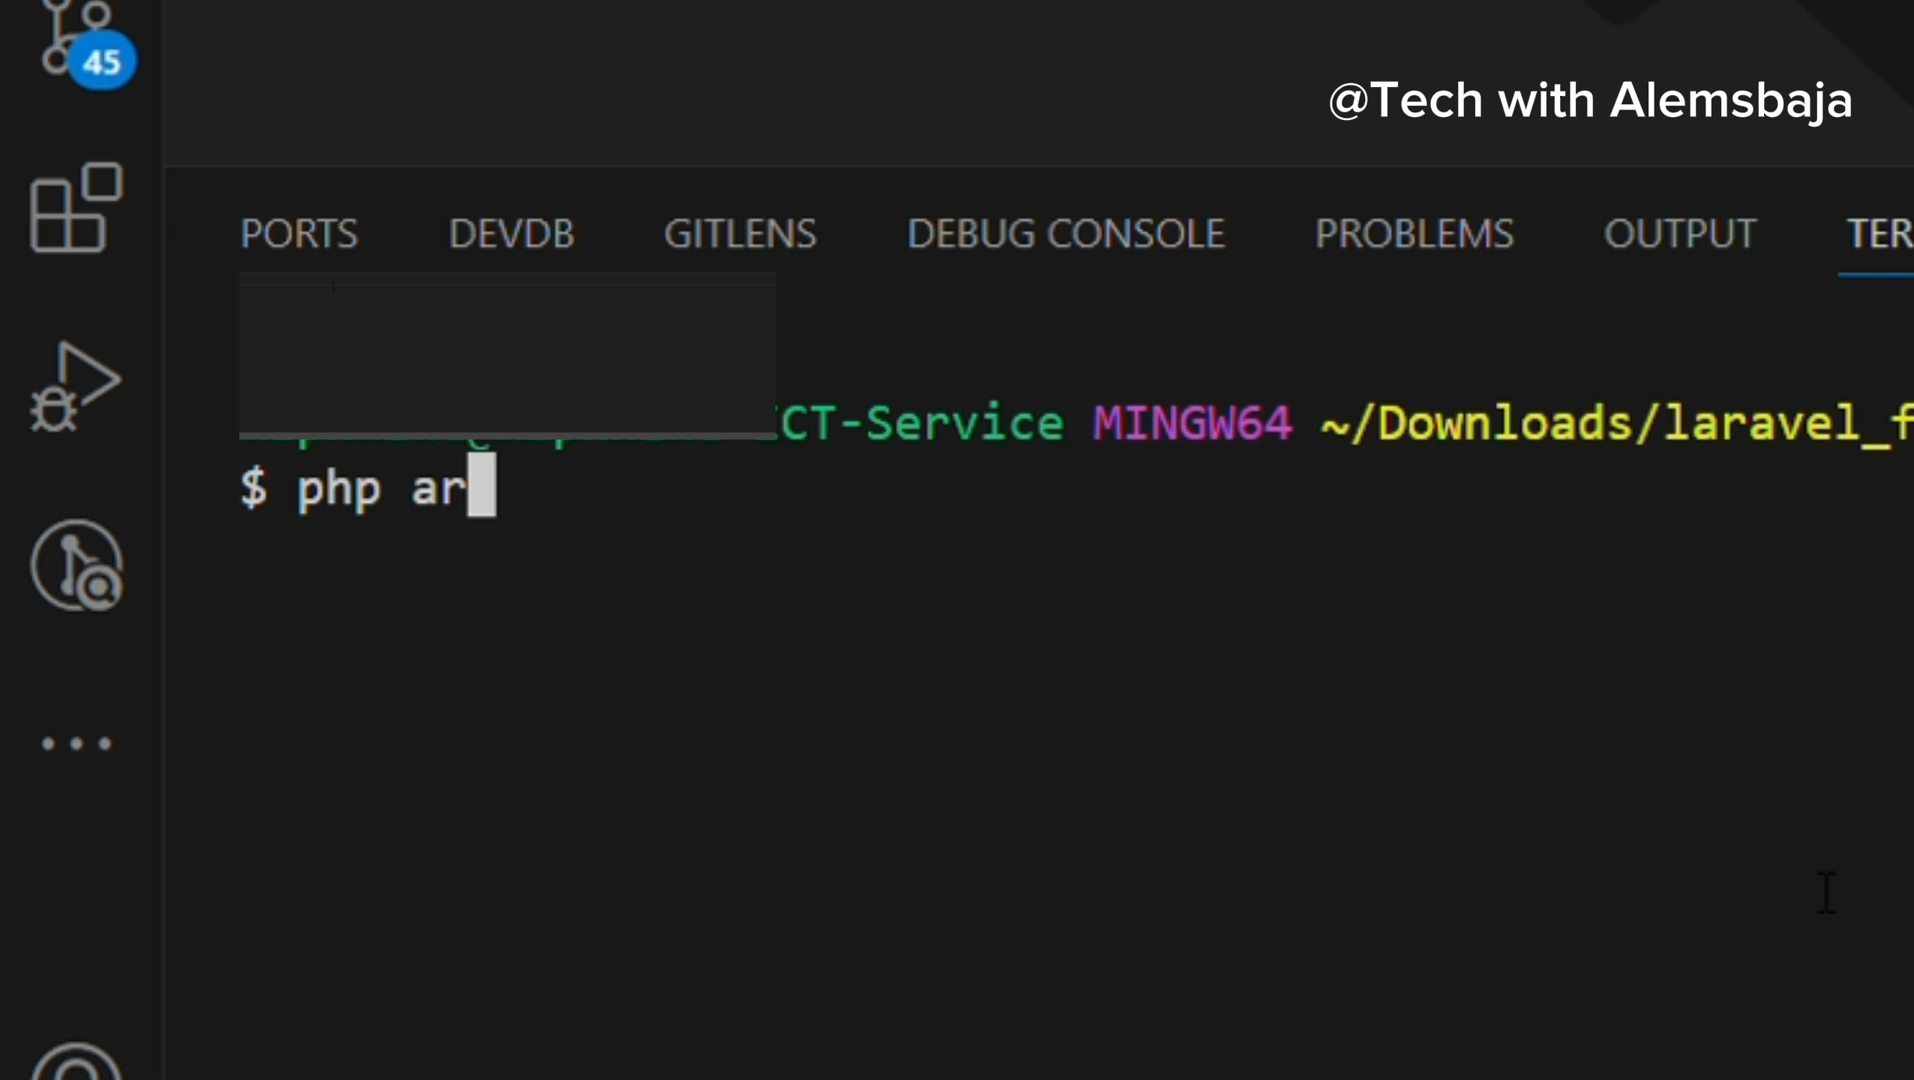 45
@Tech with Alemsbaja
PORTS DEVDB GITLENS DEBUG CONSOLE PROBLEMS OUTPUT TER
CT-Service MINGW64 ~/Downloads/laravel_f
$ php ar